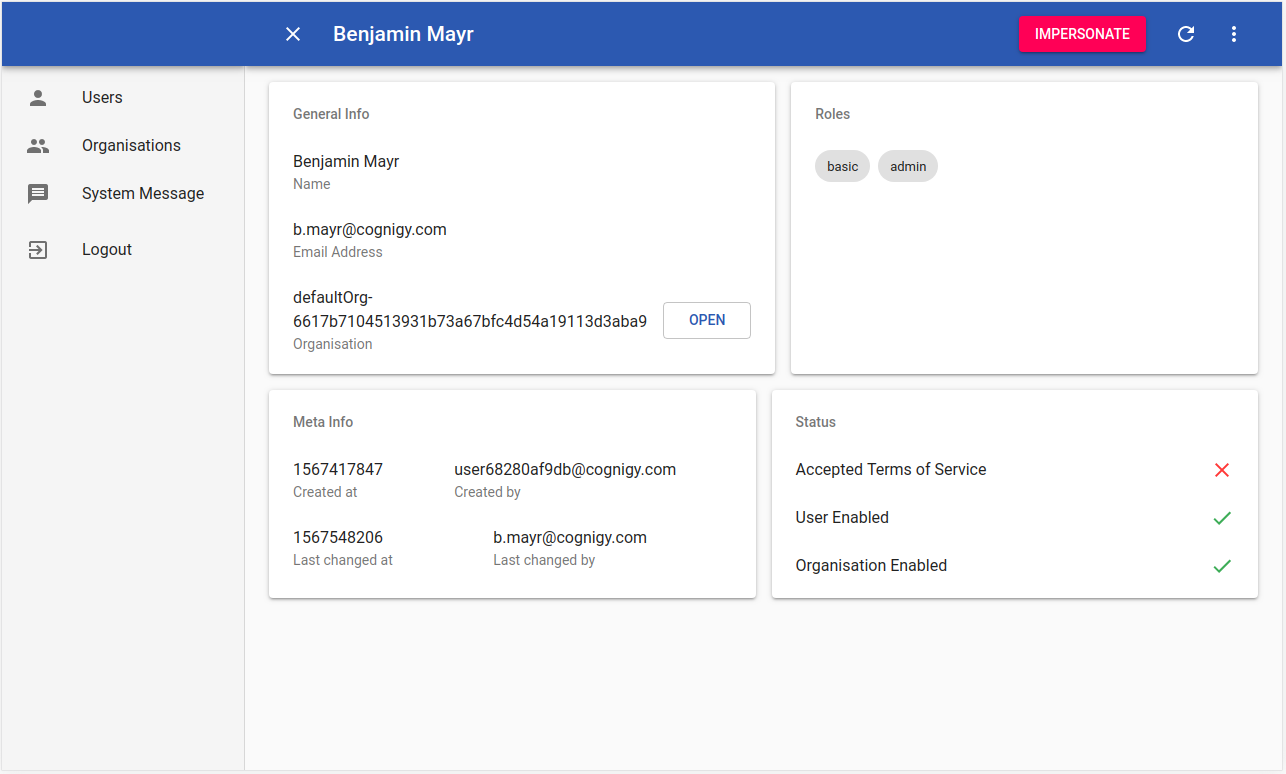 Benjamin Mayr
IMPERSONATE
Users
Organisations
System Message
Logout
General Info
Benjamin Mayr
Name
b.mayr@cognigy.com
Email Address
defaultOrg-
6617b7104513931b73a67bfc4d54a19113d3aba9
Organisation
OPEN
Roles
basic
admin
Meta Info
1567417847
Created at
user68280af9db@cognigy.com
Created by
1567548206
Last changed at
b.mayr@cognigy.com
Last changed by
Status
Accepted Terms of Service
User Enabled
Organisation Enabled